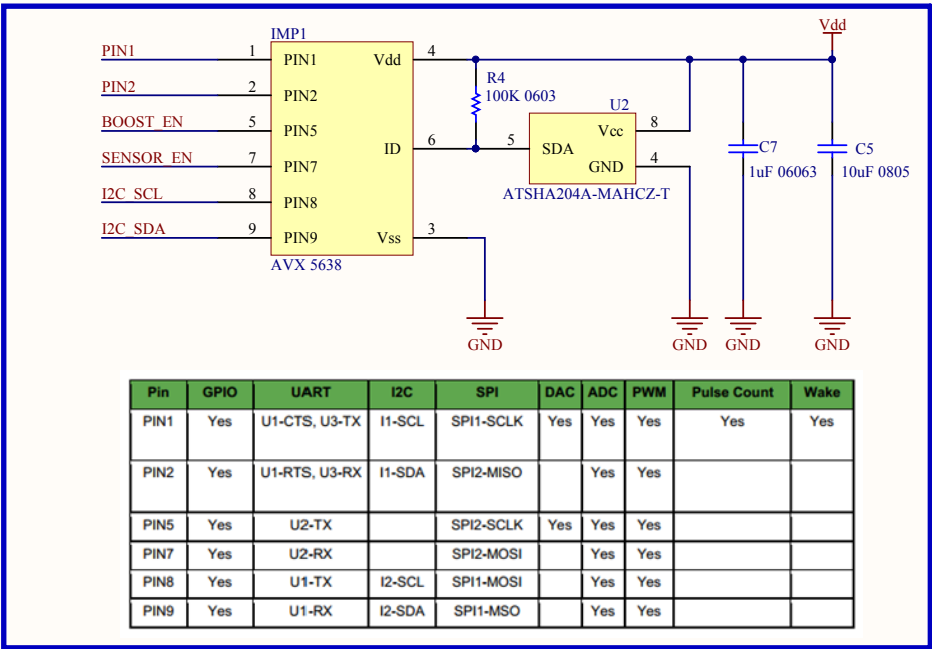 Vdd
IMP1
PIN1 1 PIN1 Vdd 4
PIN2 2 PIN2
R4
100K 0603
U2
BOOST_EN 5 PIN5
Vcc 8
SENSOR_EN 7 PIN7
ID 6 5 SDA
C7
C5
GND 4
1uF 06063
10uF 0805
I2C_SCL 8 PIN8
ATSHA204A-MAHCZ-T
I2C_SDA 9 PIN9 Vss 3
AVX 5638
GND GND GND GND
Pin GPIO UART I2C SPI DAC ADC PWM Pulse Count Wake
PIN1 Yes U1-CTS, U3-TX I1-SCL SPI1-SCLK Yes Yes Yes Yes Yes
PIN2 Yes U1-RTS, U3-RX I1-SDA SPI2-MISO Yes Yes
PIN5 Yes U2-TX SPI2-SCLK Yes Yes Yes
PIN7 Yes U2-RX SPI2-MOSI Yes Yes
PIN8 Yes U1-TX I2-SCL SPI1-MOSI Yes Yes
PIN9 Yes U1-RX I2-SDA SPI1-MSO Yes Yes